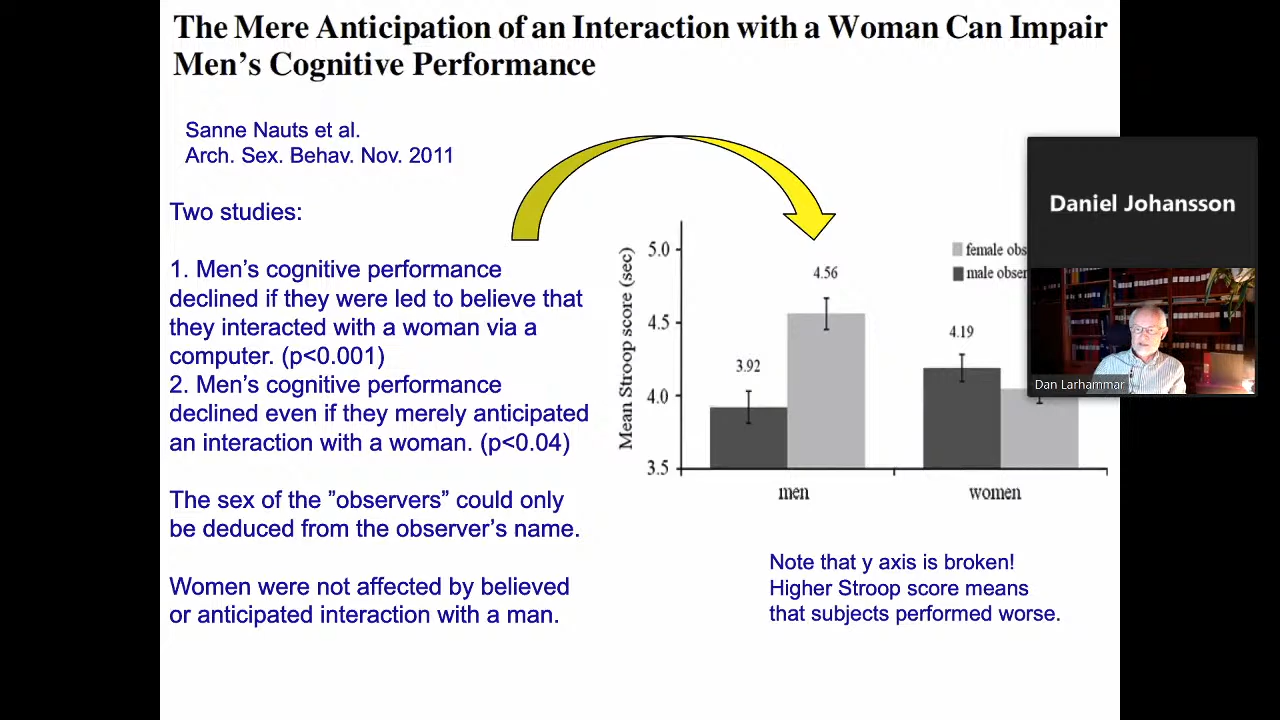 The Mere Anticipation of an Interaction with a Woman Can Impair
Men's Cognitive Performance
Sanne Nauts et al.
Arch. Sex. Behav. Nov. 2011
Two studies:
1. Men's cognitive performance
declined if they were led to believe that
they interacted with a woman via a
computer. (p<0.001)
2. Men's cognitive performance
declined even if they merely anticipated
an interaction with a woman. (p<0.04)
The sex of the ”observers” could only
be deduced from the observer's name.
Women were not affected by believed
or anticipated interaction with a man.
Mean Stroop score (sec)
5.0
4.5
4.0
3.5
3.92
4.56
4.19
men
women
female
male
Note that y axis is broken!
Higher Stroop score means
that subjects performed worse.
Daniel Johansson
Dan Larhammar